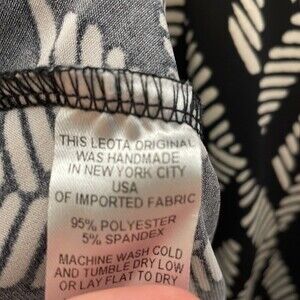 THIS LEOTA ORIGINAL
WAS HANDMADE
IN NEW YORK CITY
USA
OF IMPORTED FABRIC
95% POLYESTER
5% SPANDEX
MACHINE WASH COLD
AND TUMBLE DRY LOW
OR LAY FLAT TO DRY